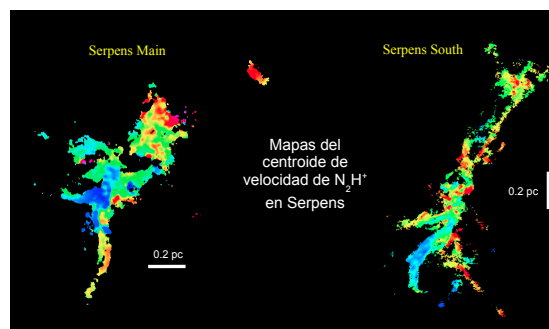 Serpens Main
Serpens South
Mapas del
centroide de
velocidad de N₂H⁺
en Serpens
0.2 pc
0.2 pc